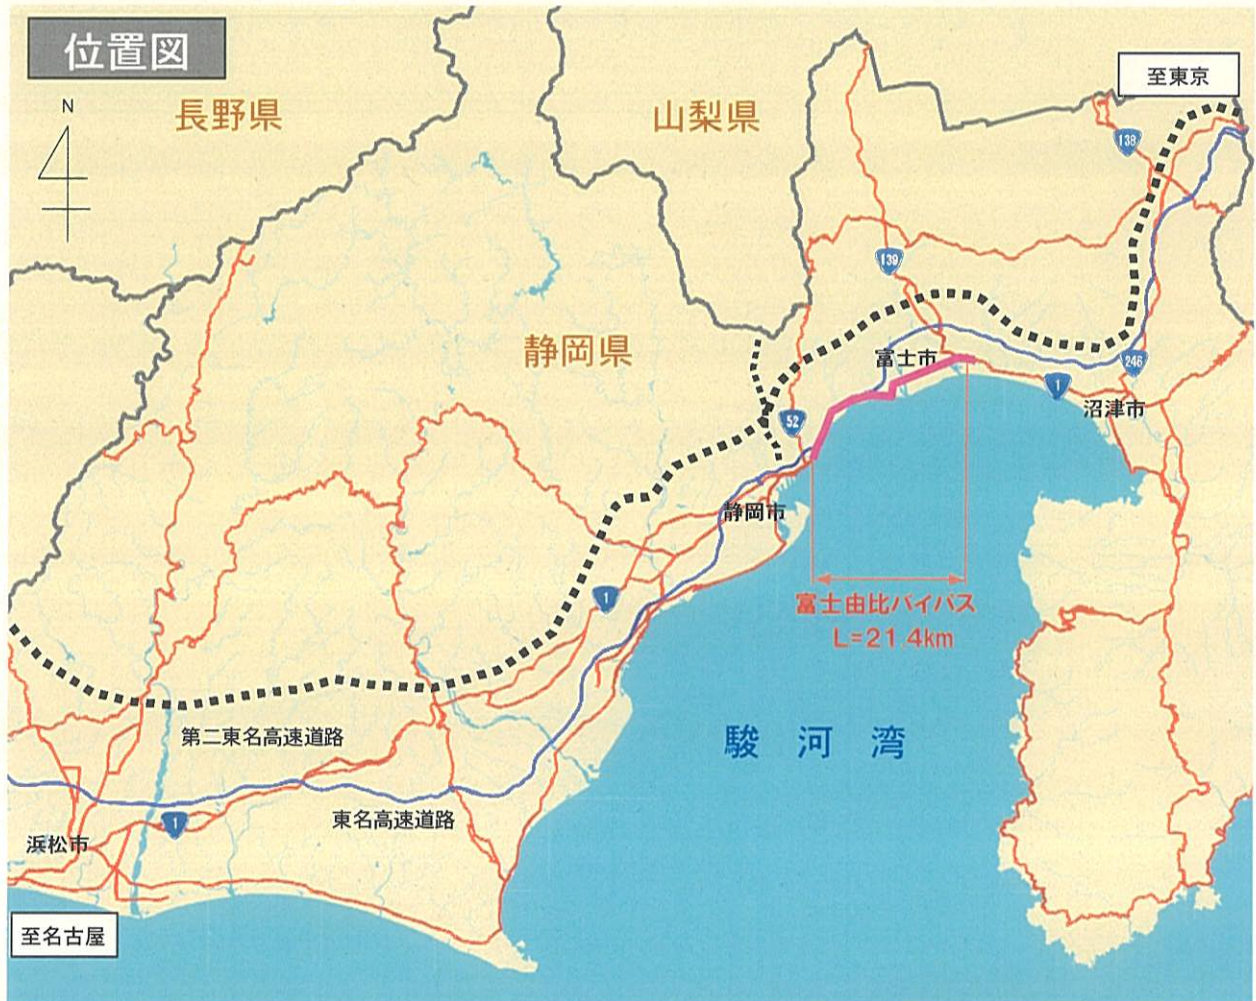 位置図
至東京
N
長野県
山梨県
138
139
静岡県
富士市
246
1
沼津市
52
静岡市
1
富士由比バイパス
L=21.4km
第二東名高速道路
駿河湾
東名高速道路
1
浜松市
至名古屋